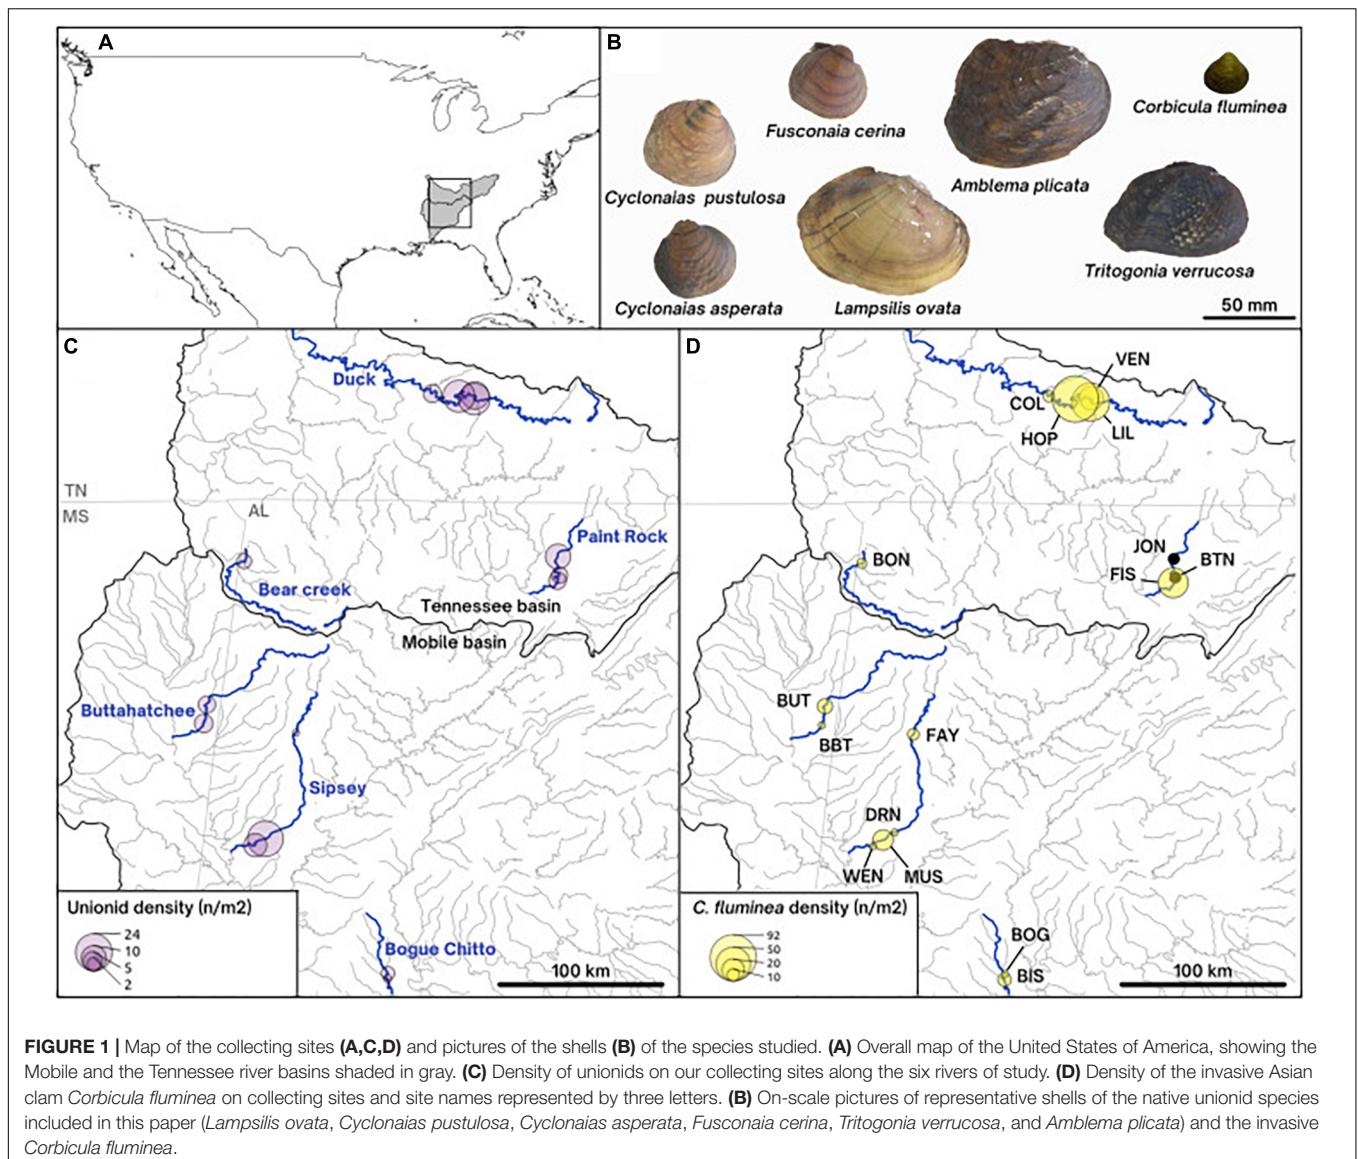 A
B
Fusconaia cerina
Corbicula fluminea
Cyclonaias pustulosa
Amblema plicata
Tritogonia verrucosa
Cyclonaias asperata
Lampsilis ovata
50 mm
C
Duck
TN
MS
AL
Paint Rock
Bear creek
Tennessee basin
Mobile basin
Buttahatchee
Sipsey
Bogue Chitto
Unionid density (n/m2)
24
10
5
2
100 km
D
VEN
COL
HOP
LIL
JON
BTN
FIS
BON
BUT
BBT
FAY
DRN
WEN
MUS
BOG
BIS
C. fluminea density (n/m2)
92
50
20
10
100 km
FIGURE 1 | Map of the collecting sites (A,C,D) and pictures of the shells (B) of the species studied. (A) Overall map of the United States of America, showing the
Mobile and the Tennessee river basins shaded in gray. (C) Density of unionids on our collecting sites along the six rivers of study. (D) Density of the invasive Asian
clam Corbicula fluminea on collecting sites and site names represented by three letters. (B) On-scale pictures of representative shells of the native unionid species
included in this paper (Lampsilis ovata, Cyclonaias pustulosa, Cyclonaias asperata, Fusconaia cerina, Tritogonia verrucosa, and Amblema plicata) and the invasive
Corbicula fluminea.